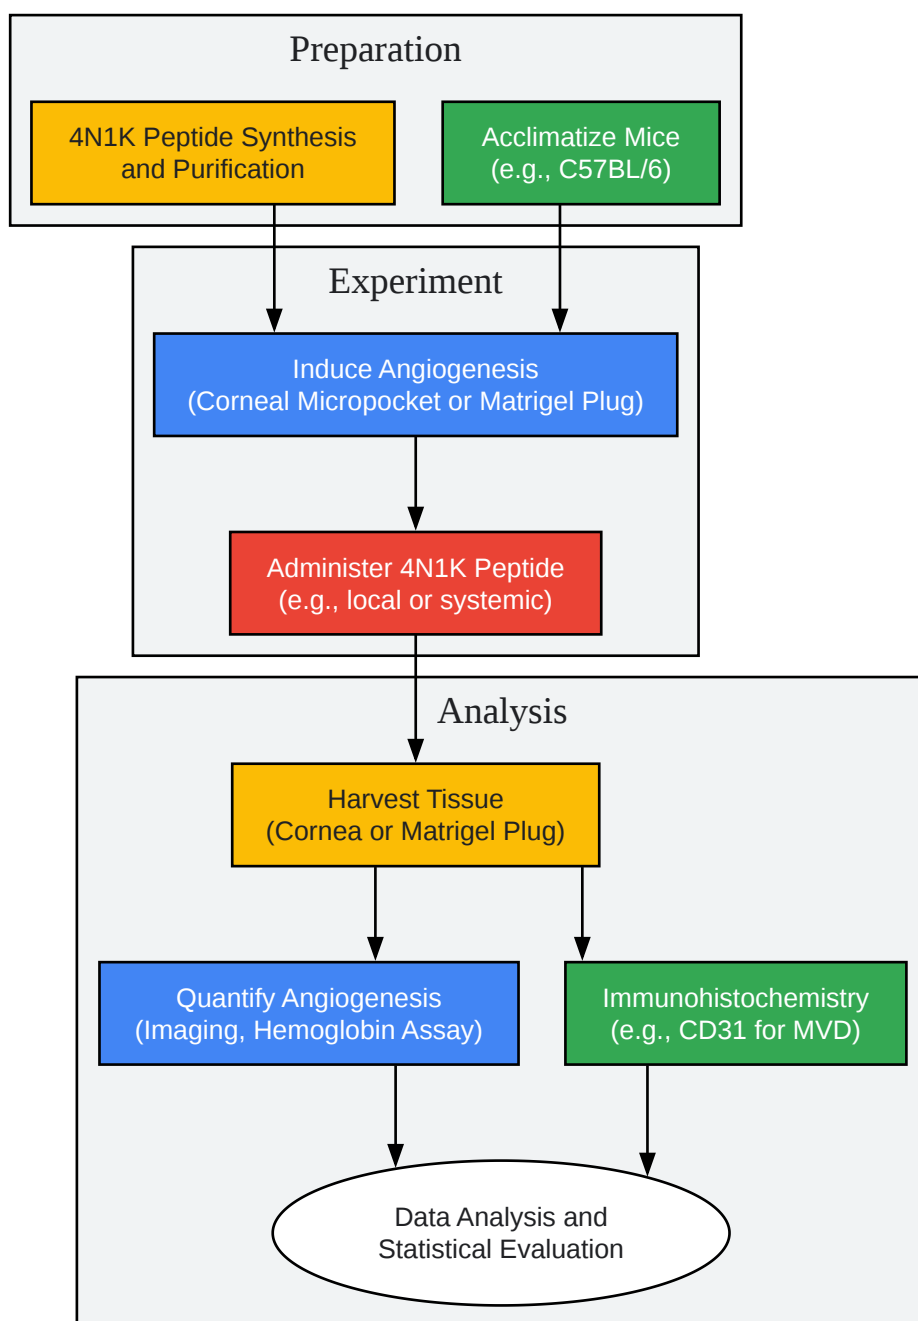 Preparation
4N1K Peptide Synthesis
and Purification
Acclimatize Mice
(e.g., C57BL/6)
Experiment
Induce Angiogenesis
(Corneal Micropocket or Matrigel Plug)
Administer 4N1K Peptide
(e.g., local or systemic)
Analysis
Harvest Tissue
(Cornea or Matrigel Plug)
Quantify Angiogenesis
(Imaging, Hemoglobin Assay)
Immunohistochemistry
(e.g., CD31 for MVD)
Data Analysis and
Statistical Evaluation